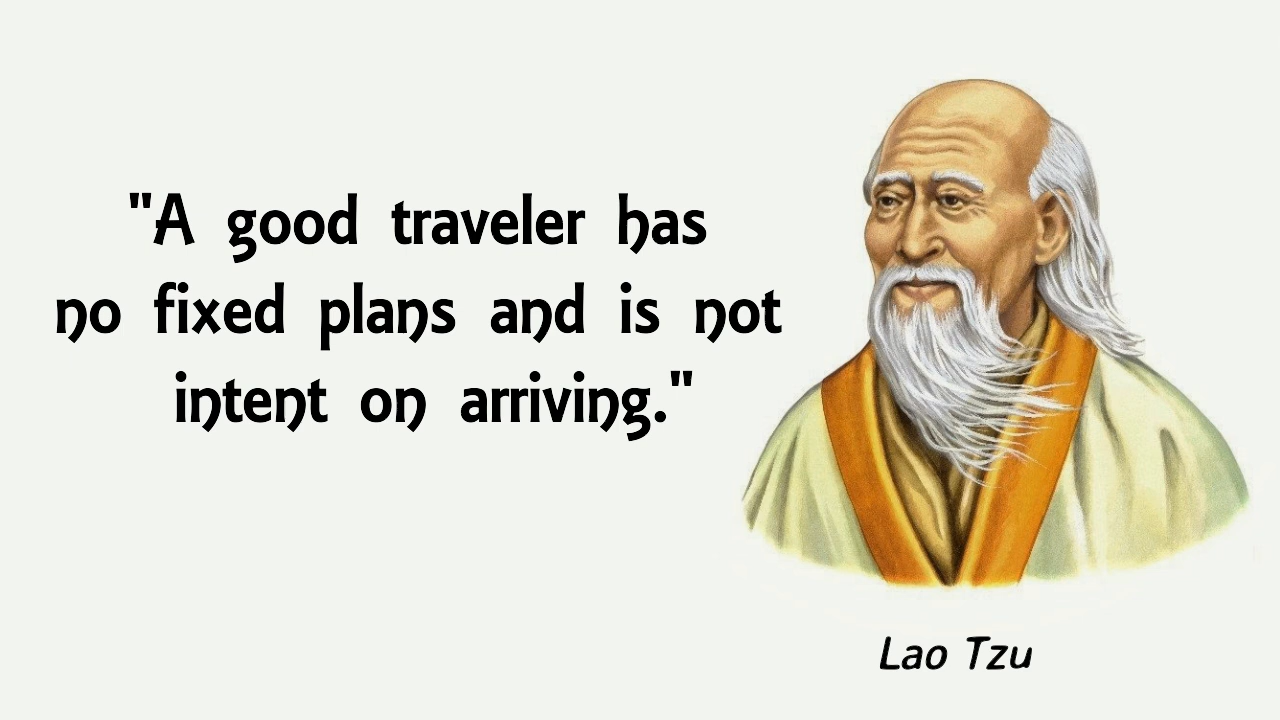 "A good traveler has
no fixed plans and is not
intent on arriving."
Lao Tzu